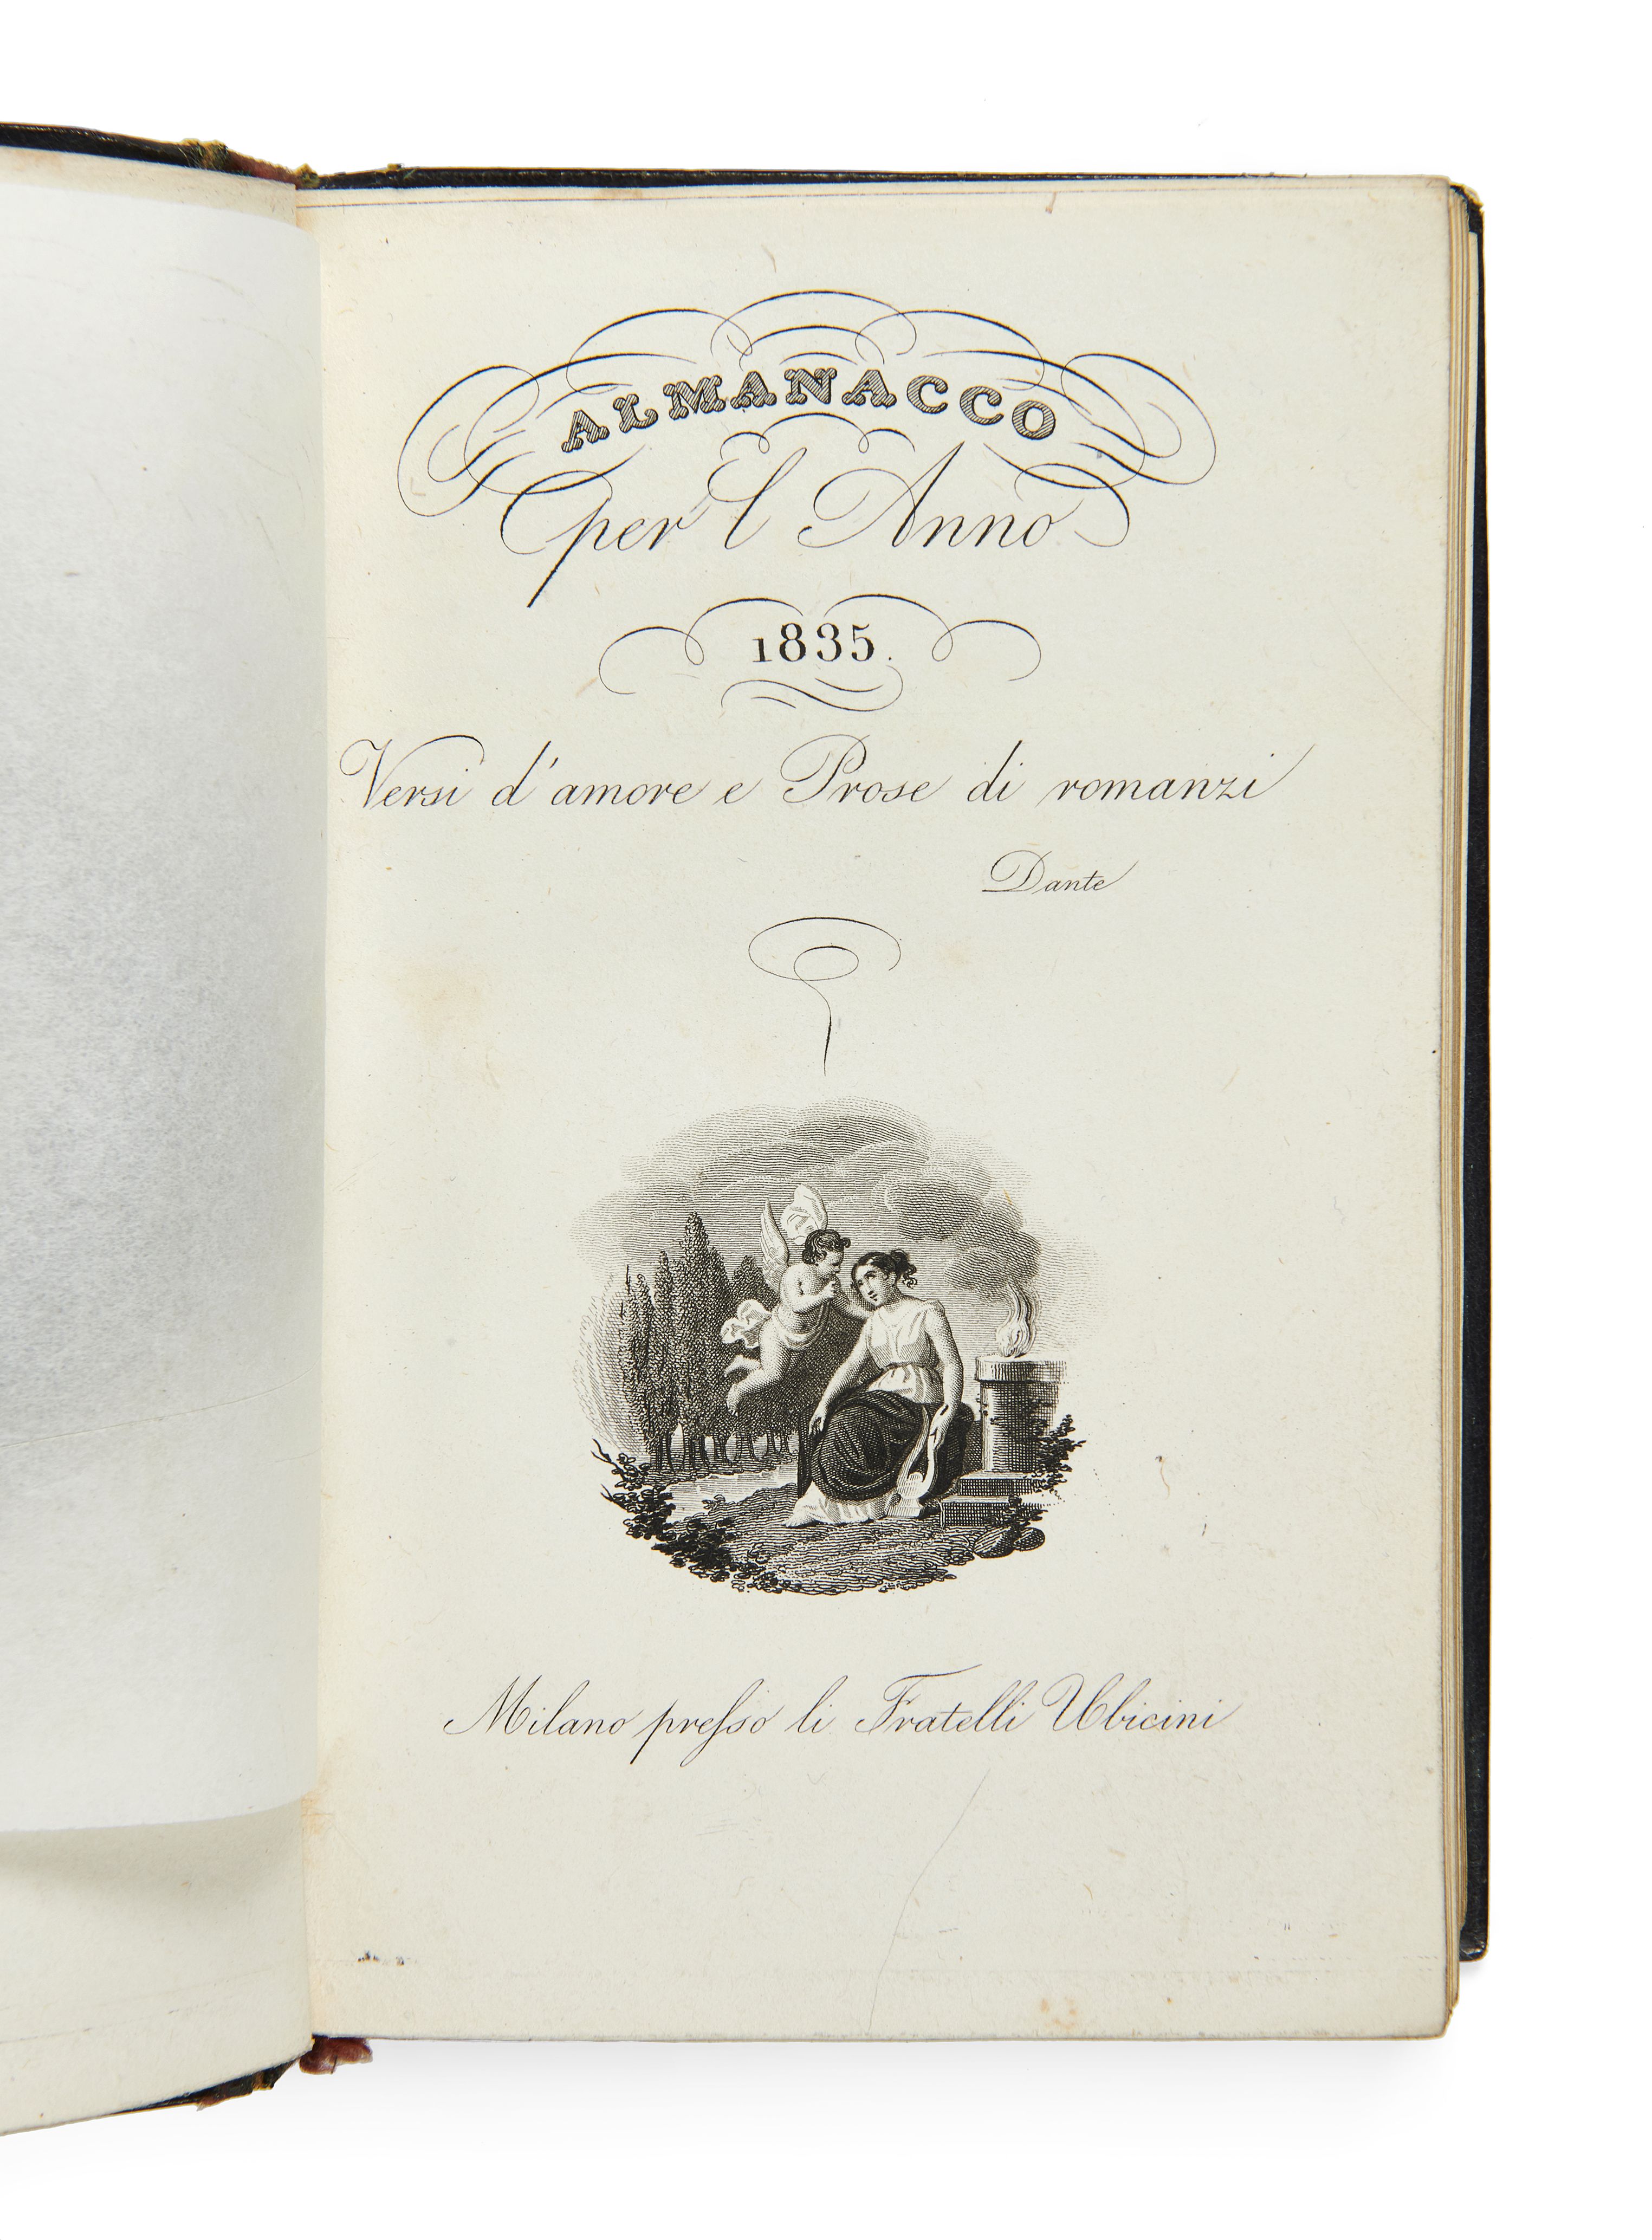 ALMANACCO
per l'Anno
1835.
Versi d'amore e Prose di romanzi
Dante
Milano presso li Fratelli Ubicini